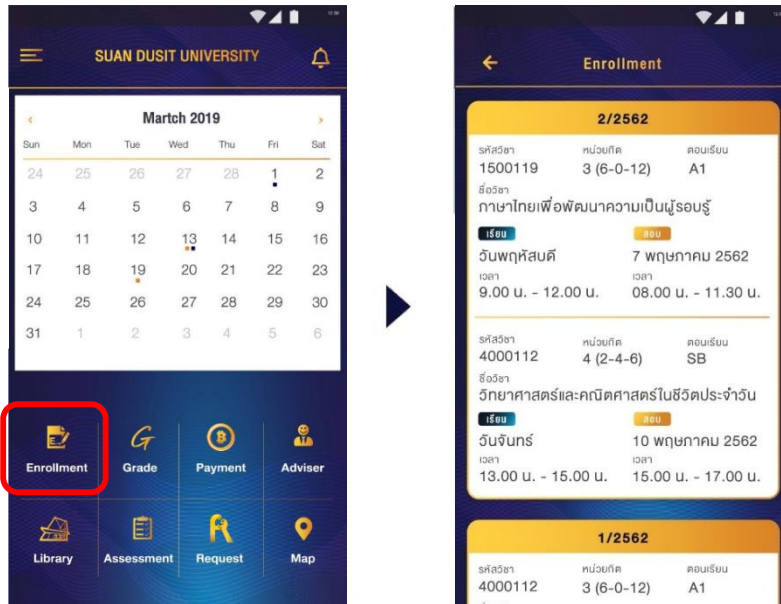 SUAN DUSIT UNIVERSITY
Martch 2019
Sun Mon Tue Wed Thu Fri Sat
24 25 26 27 28 1 2
3 4 5 6 7 8 9
10 11 12 13 14 15 16
17 18 19 20 21 22 23
24 25 26 27 28 29 30
31 1 2 3 4 5 6
Enrollment Grade Payment Adviser
Library Assessment Request Map
Enrollment
2/2562
รหัสวิชา หน่วยกิต ตอนเรียน
1500119 3 (6-0-12) A1
ชื่อวิชา
ภาษาไทยเพื่อพัฒนาความเป็นผู้รอบรู้
เรียน สอบ
วันพฤหัสบดี 7 พฤษภาคม 2562
เวลา เวลา
9.00 น. - 12.00 น. 08.00 น. - 11.30 น.
รหัสวิชา หน่วยกิต ตอนเรียน
4000112 4 (2-4-6) SB
ชื่อวิชา
วิทยาศาสตร์และคณิตศาสตร์ในชีวิตประจำวัน
เรียน สอบ
วันจันทร์ 10 พฤษภาคม 2562
เวลา เวลา
13.00 น. - 15.00 น. 15.00 น. - 17.00 น.
1/2562
รหัสวิชา หน่วยกิต ตอนเรียน
4000112 3 (6-0-12) A1